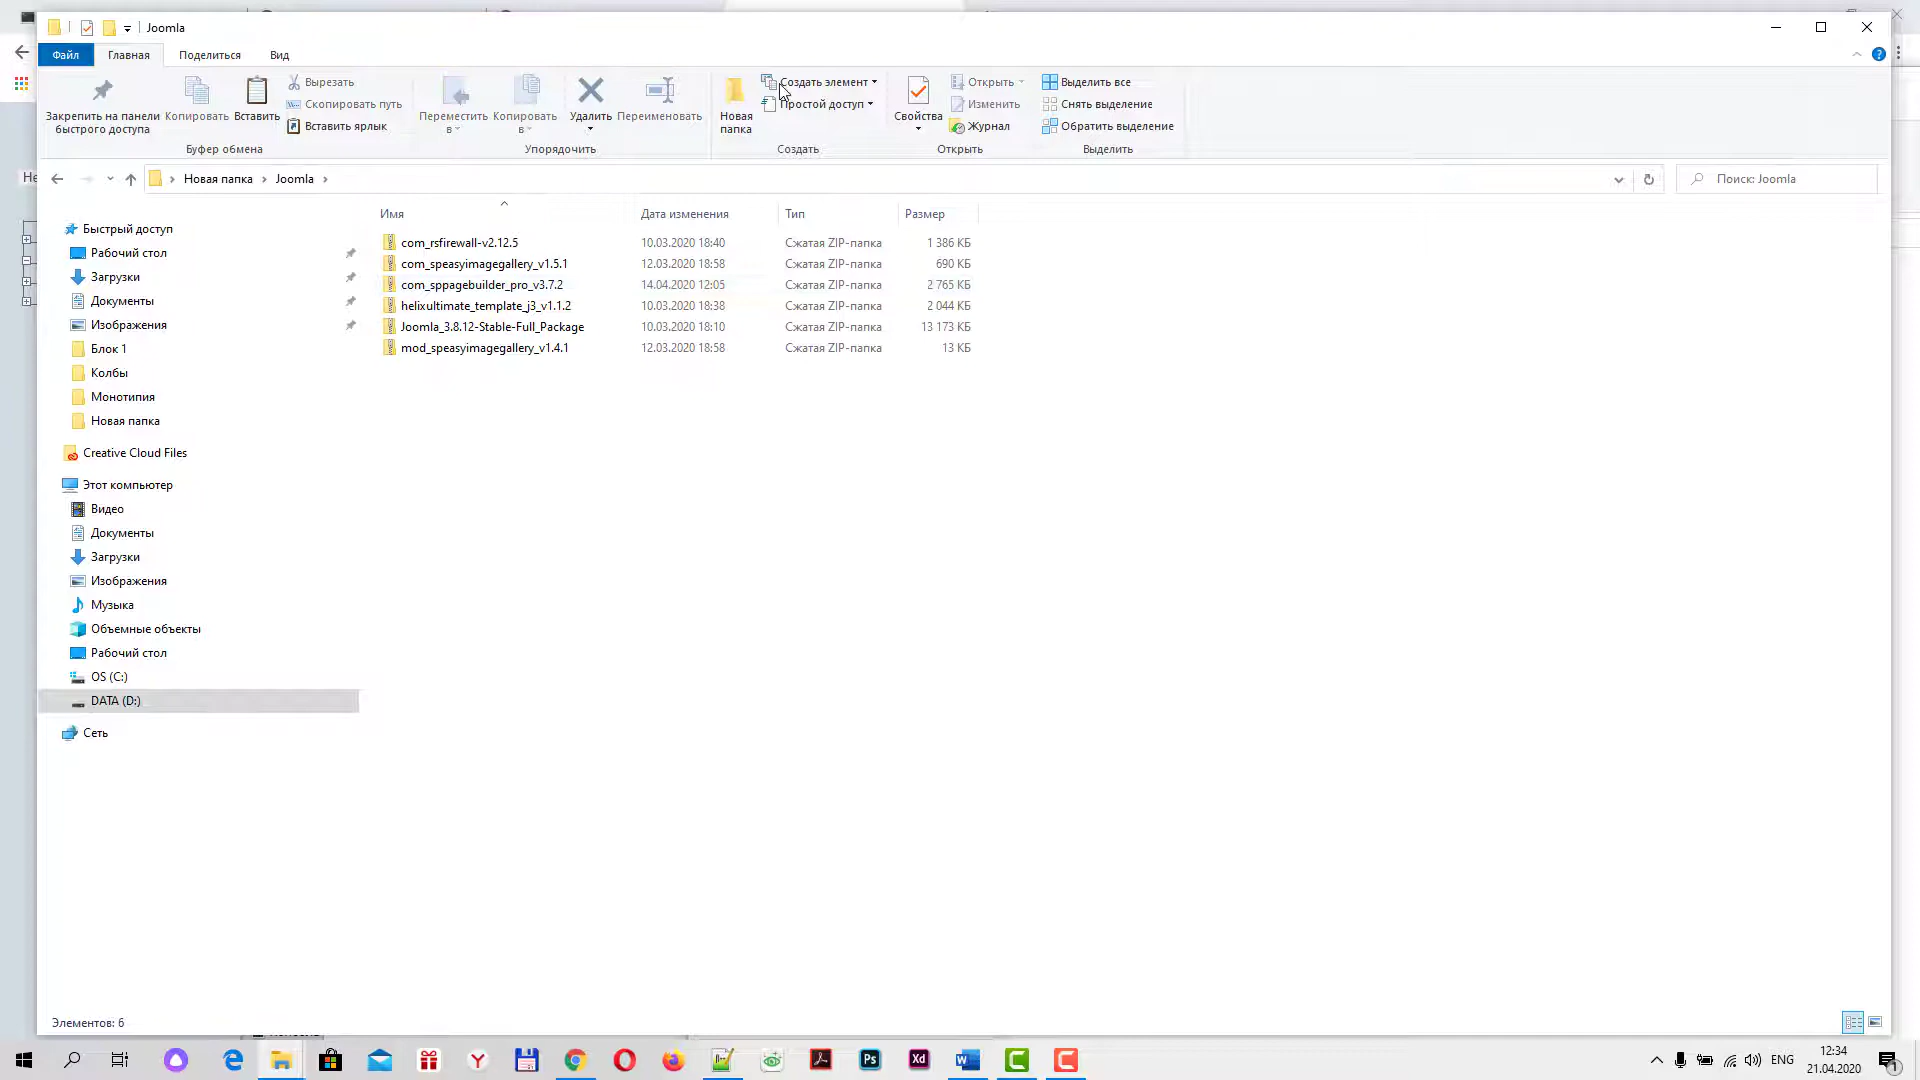 Joomla
Файл Главная Поделиться Вид
Закрепить на панели быстрого доступа
Копировать
Вставить
Вырезать
Скопировать путь
Вставить ярлык
Буфер обмена
Переместить в
Копировать в
Удалить
Переименовать
Упорядочить
Новая папка
Создать элемент
Простой доступ
Создать
Свойства
Открыть
Изменить
Журнал
Открыть
Выделить все
Снять выделение
Обратить выделение
Выделить
Новая папка Joomla
Поиск: Joomla
Имя Дата изменения Тип Размер
com_rsfirewall-v2.12.5 10.03.2020 18:40 Сжатая ZIP-папка 1 386 КБ
com_speasyimagegallery_v1.5.1 12.03.2020 18:58 Сжатая ZIP-папка 690 КБ
com_sppagebuilder_pro_v3.7.2 14.04.2020 12:05 Сжатая ZIP-папка 2 765 КБ
helixultimate_template_j3_v1.1.2 10.03.2020 18:38 Сжатая ZIP-папка 2 044 КБ
Joomla_3.8.12-Stable-Full_Package 10.03.2020 18:10 Сжатая ZIP-папка 13 173 КБ
mod_speasyimagegallery_v1.4.1 12.03.2020 18:58 Сжатая ZIP-папка 13 КБ
Быстрый доступ
Рабочий стол
Загрузки
Документы
Изображения
Блок 1
Колбы
Монотипия
Новая папка
Creative Cloud Files
Этот компьютер
Видео
Документы
Загрузки
Изображения
Музыка
Объемные объекты
Рабочий стол
OS (C:)
DATA (D:)
Сеть
Элементов: 6
Ps
Xd
ENG
12:34
21.04.2020
1